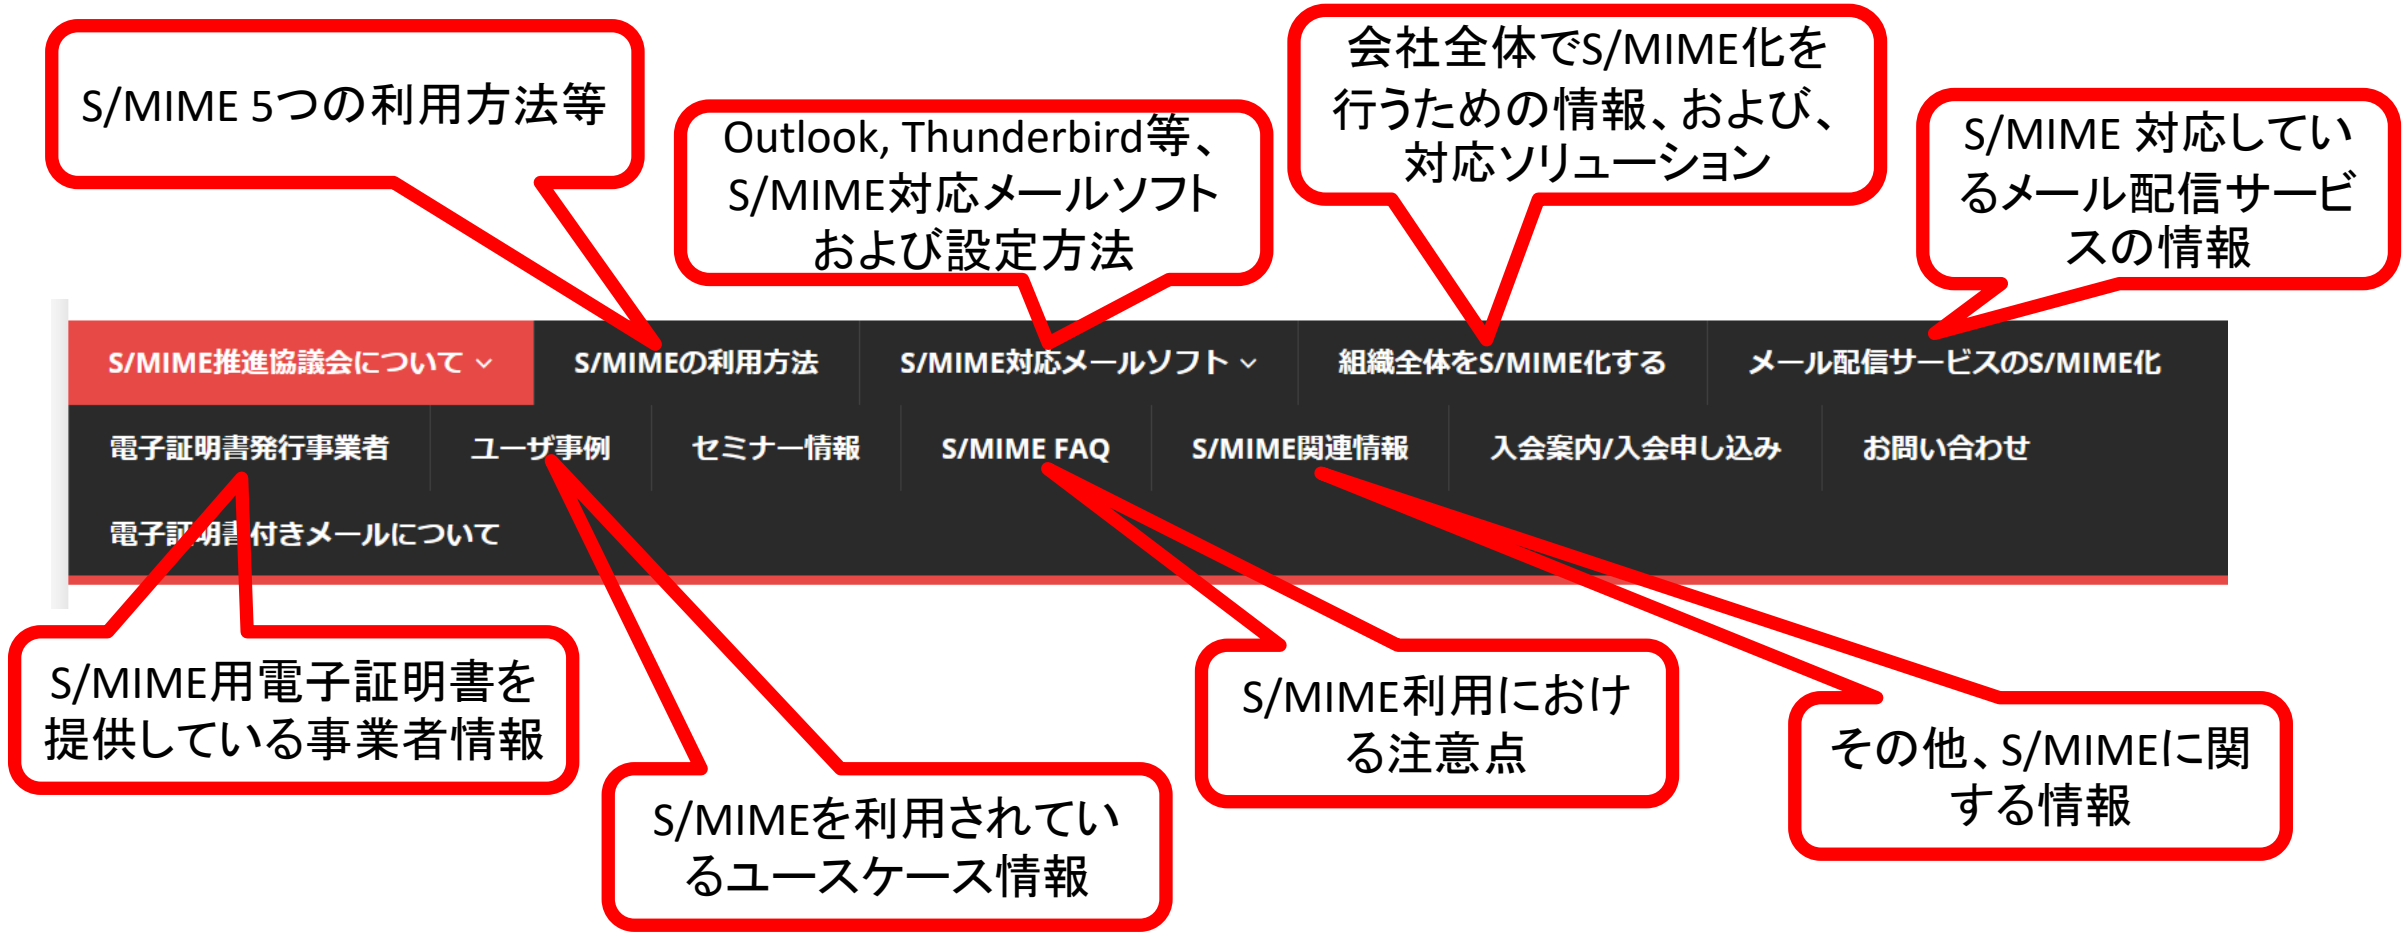 S/MIME 5つの利用方法等
Outlook, Thunderbird等、
S/MIME対応メールソフト
および設定方法
会社全体でS/MIME化を
行うための情報、および、
対応ソリューション
S/MIME 対応してい
るメール配信サービ
スの情報
S/MIME推進協議会について
S/MIMEの利用方法
S/MIME対応メールソフト
組織全体をS/MIME化する
メール配信サービスのS/MIME化
電子証明書発行事業者
ユーザ事例
セミナー情報
S/MIME FAQ
S/MIME関連情報
入会案内/入会申し込み
お問い合わせ
電子証明書付きメールについて
S/MIME用電子証明書を
提供している事業者情報
S/MIMEを利用されてい
るユースケース情報
S/MIME利用におけ
る注意点
その他、S/MIMEに関
する情報